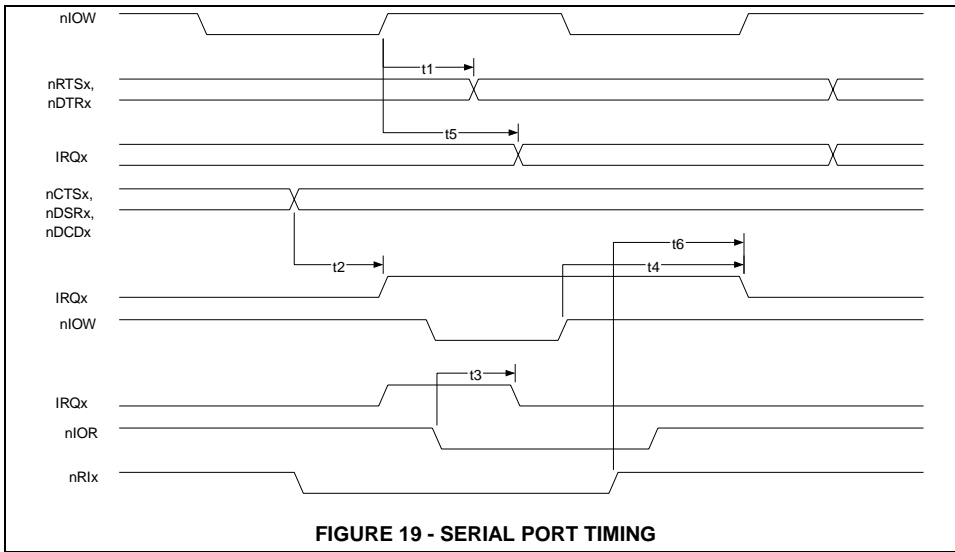 nIOW
t1
nRTSx,
nDTRx
t5
IRQx
nCTSx,
nDSRx,
nDCDx
t6
t2
t4
IRQx
nIOW
t3
IRQx
nIOR
nRIx
FIGURE 19 - SERIAL PORT TIMING